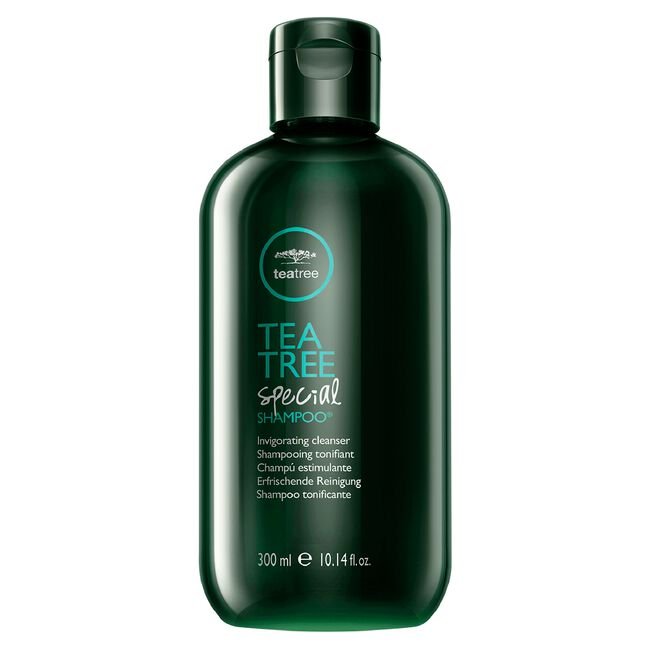 teatree
TEA
TREE
special
SHAMPOO®
Invigorating cleanser
Shampooing tonifiant
Champú estimulante
Erfrischende Reinigung
Shampoo tonificante
300 ml ℮ 10.14 fl. oz.